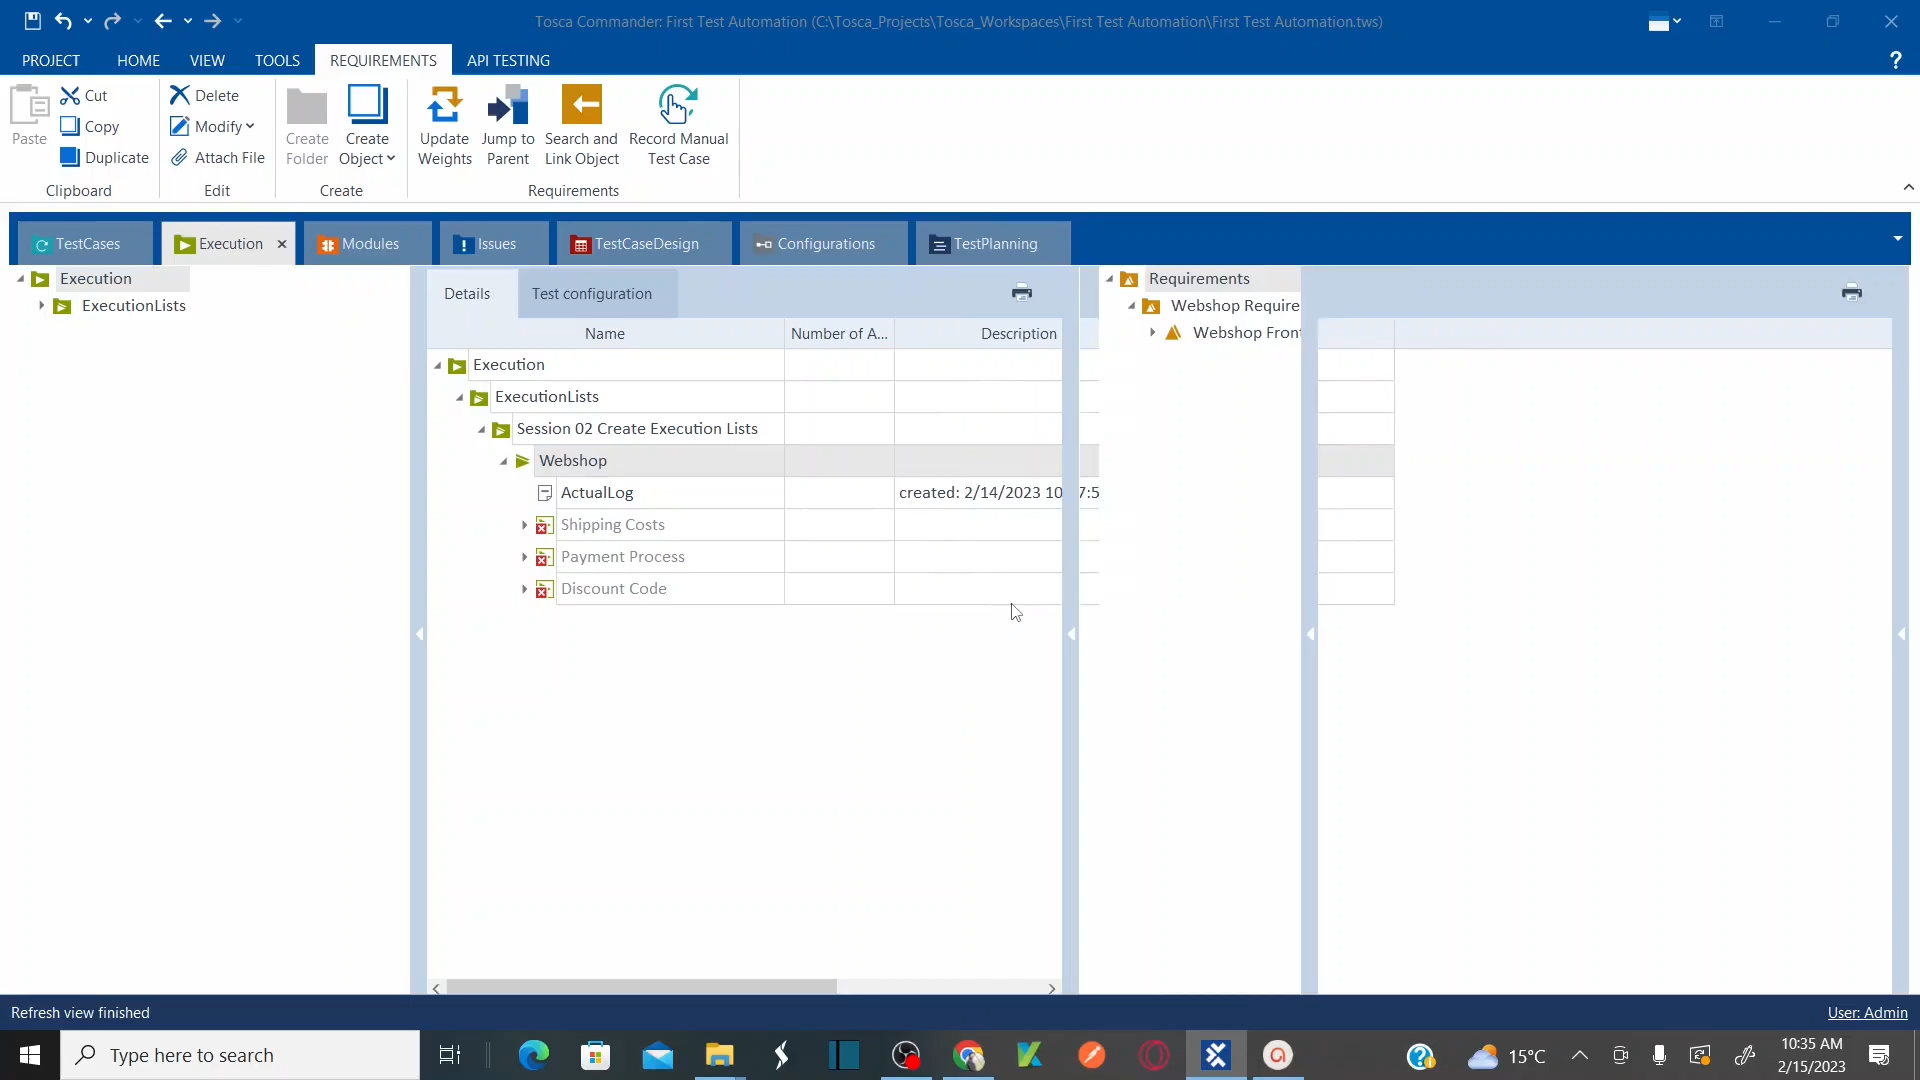 Tosca Commander: First Test Automation (C:\Tosca_Projects\Tosca_Workspaces\First Test Automation\First Test Automation.tws)
PROJECT HOME VIEW TOOLS REQUIREMENTS API TESTING ?
Paste
Cut
Copy
Duplicate
Clipboard
Delete
Modify
Attach File
Edit
Create Folder
Create Object
Create
Update Weights
Jump to Parent
Search and Link Object
Record Manual Test Case
Requirements
TestCases Execution Modules Issues TestCaseDesign Configurations TestPlanning
Execution
ExecutionLists
Details Test configuration
Name Number of A... Description
Execution
ExecutionLists
Session 02 Create Execution Lists
Webshop
ActualLog created: 2/14/2023 10 7:5
Shipping Costs
Payment Process
Discount Code
Requirements
Webshop Require
Webshop Front
Refresh view finished
User: Admin
Type here to search
15°C
10:35 AM
2/15/2023